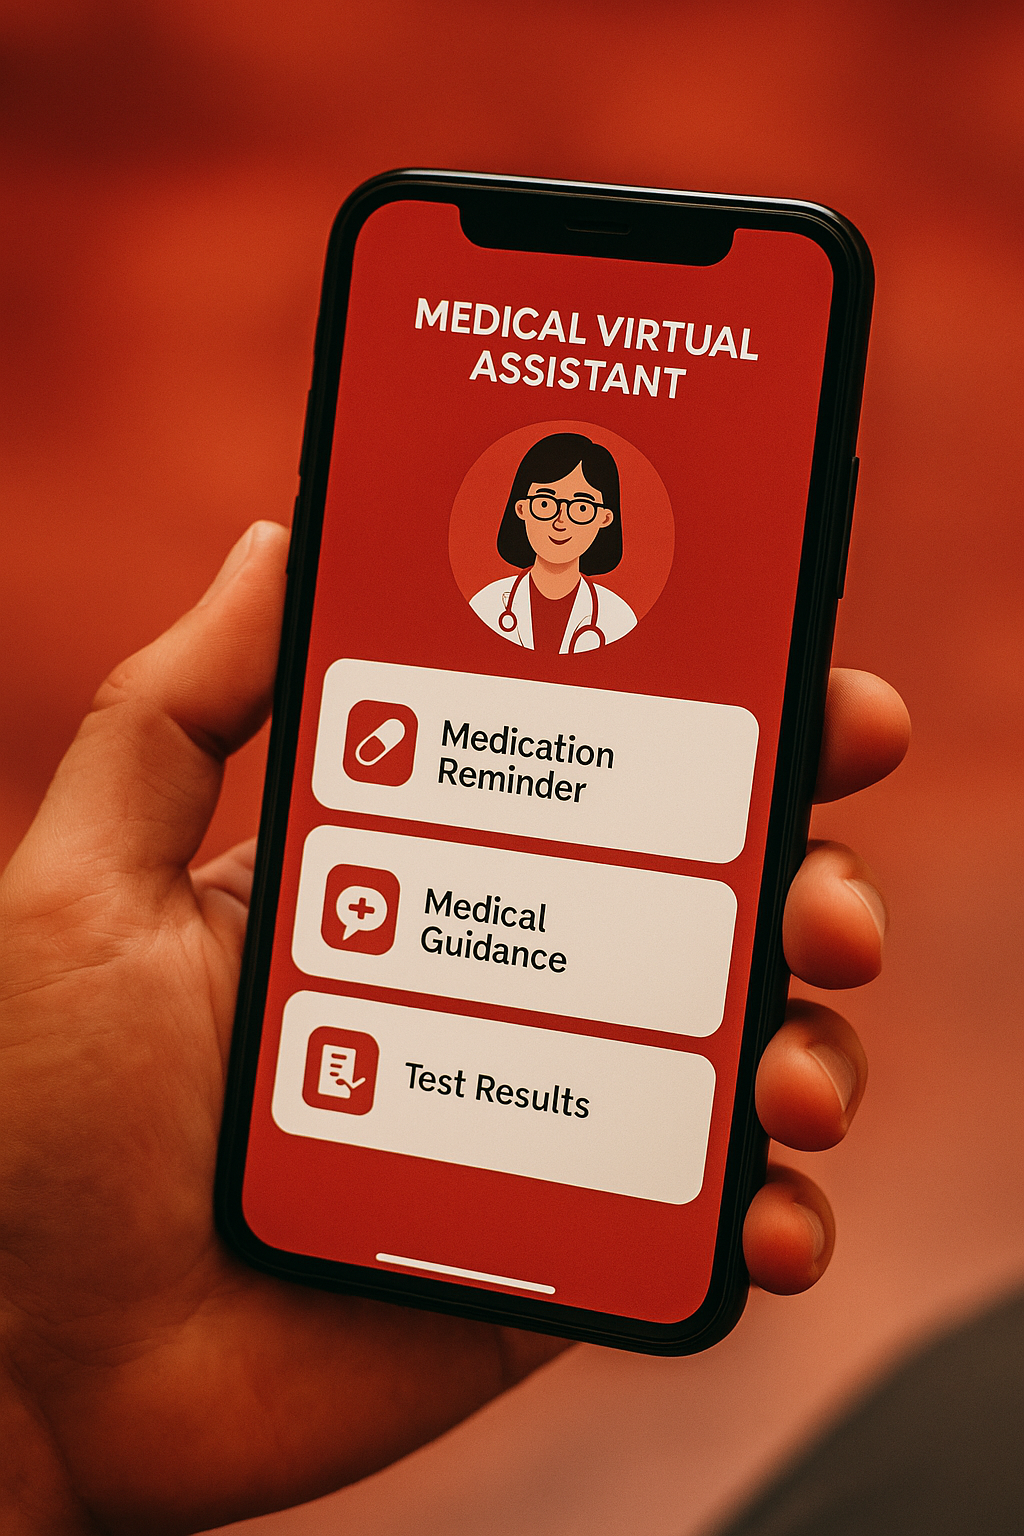 MEDICAL VIRTUAL
ASSISTANT
Medication
Reminder
Medical
Guidance
Test Results